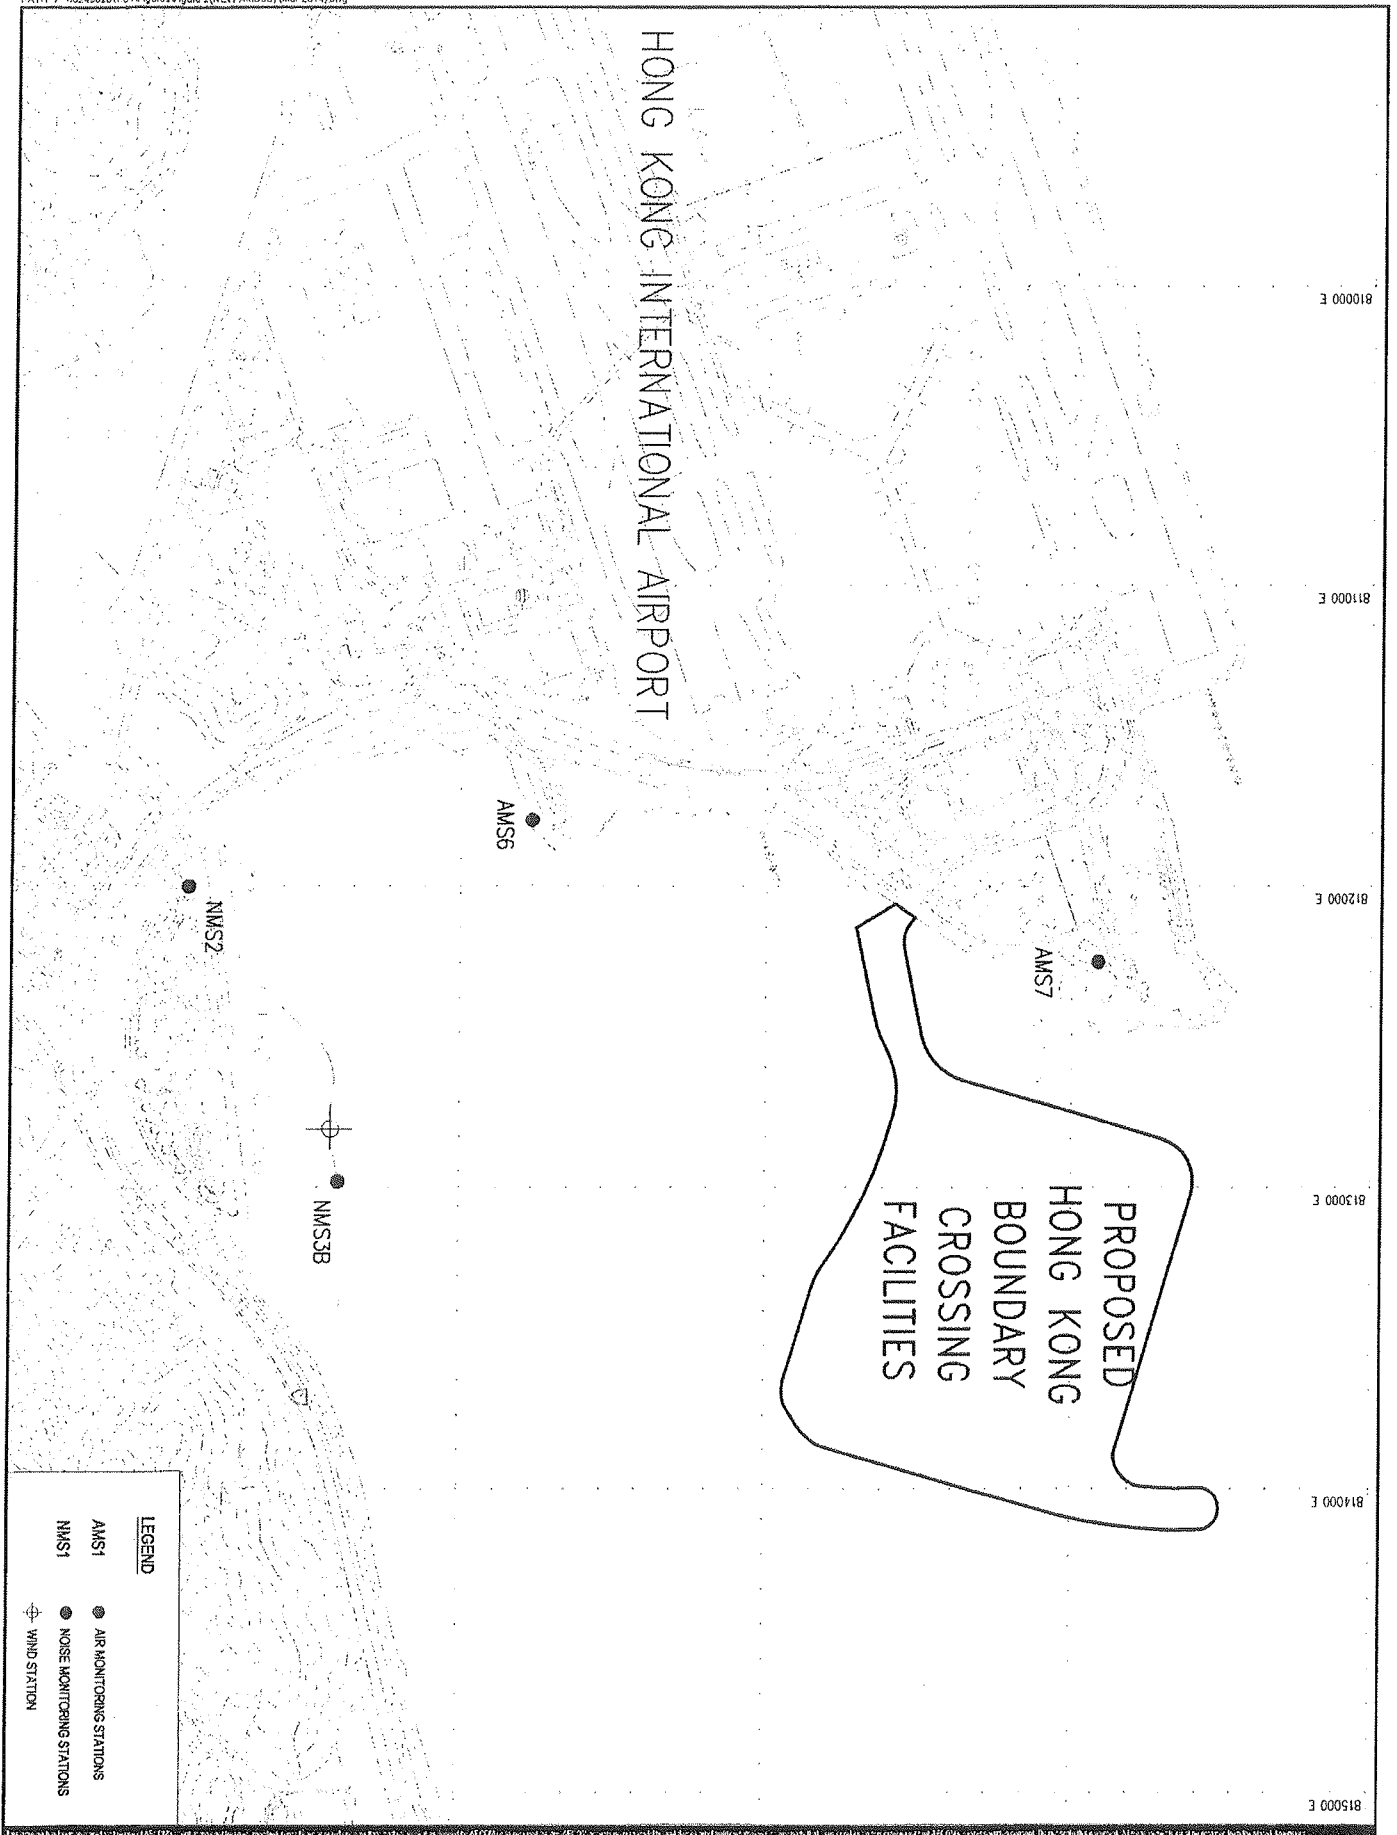 HONG KONG INTERNATIONAL AIRPORT
810000 E
811000 E
812000 E
813000 E
814000 E
815000 E
AMS7
AMS6
NMS2
NMS3B
PROPOSED
HONG KONG
BOUNDARY
CROSSING
FACILITIES
LEGEND
AMS1 AIR MONITORING STATIONS
NMS1 NOISE MONITORING STATIONS
WIND STATION